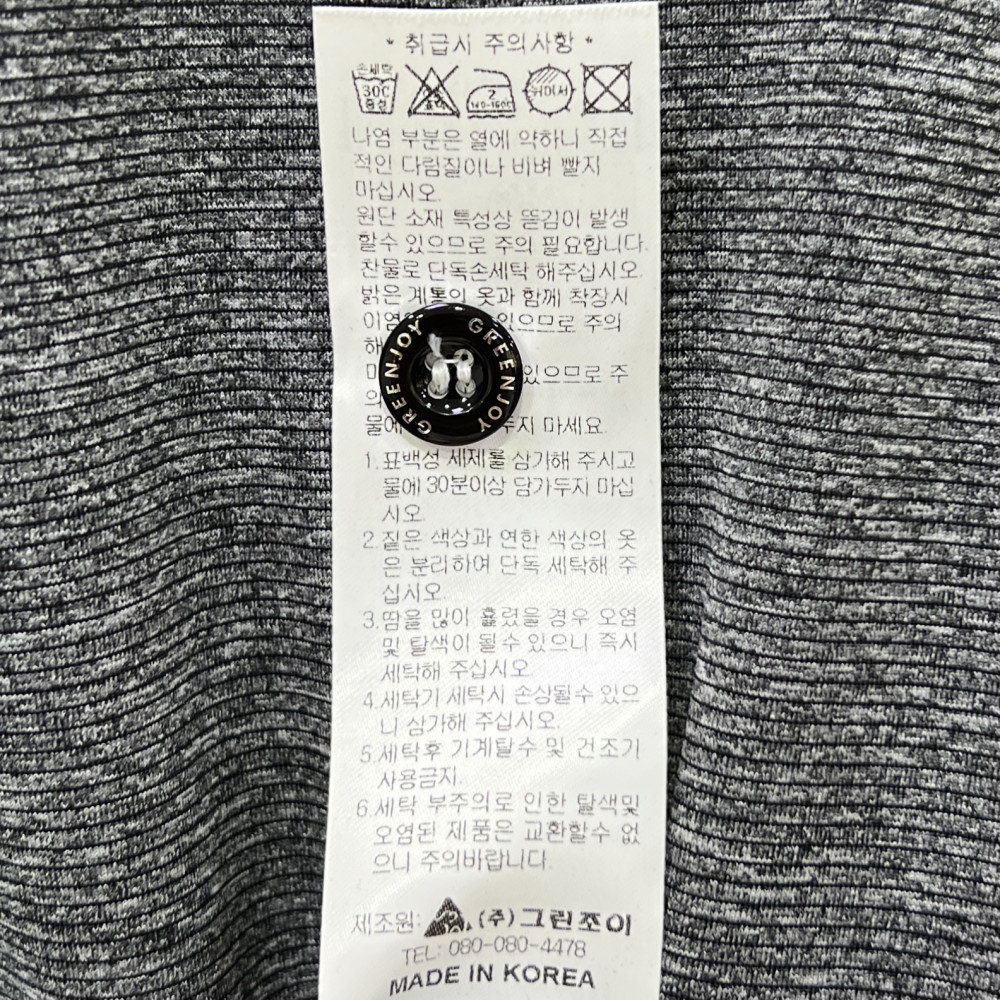 * 취급시 주의사항 *
손세탁
30C
중성
2
140-160C
뉘어서
나염 부분은 열에 약하니 직접
적인 다림질이나 비벼 빨지
마십시오.
원단 소재 특성상 뜯김이 발생
할수 있으므로 주의 필요합니다.
찬물로 단독손세탁 해주십시오.
밝은 계통의 옷과 함께 착장시
있으므로 주의
있으므로 주
마세요.
GREENJOY GREENJOY
1.표백성 세제를 삼가해 주시고
물에 30분이상 담가두지 마십
시오.
2.짙은 색상과 연한 색상의 옷
은 분리하여 단독 세탁해 주
십시오.
3.땀을 많이 흘렸을 경우 오염
및 탈색이 될수 있으니 즉시
세탁해 주십시오.
4.세탁기 세탁시 손상될수 있으
니 삼가해 주십시오.
5.세탁후 기계탈수 및 건조기
사용금지.
6.세탁 부주의로 인한 탈색및
오염된 제품은 교환할수 없
으니 주의바랍니다.
제조원: (주)그린조이
TEL: 080-080-4478
MADE IN KOREA